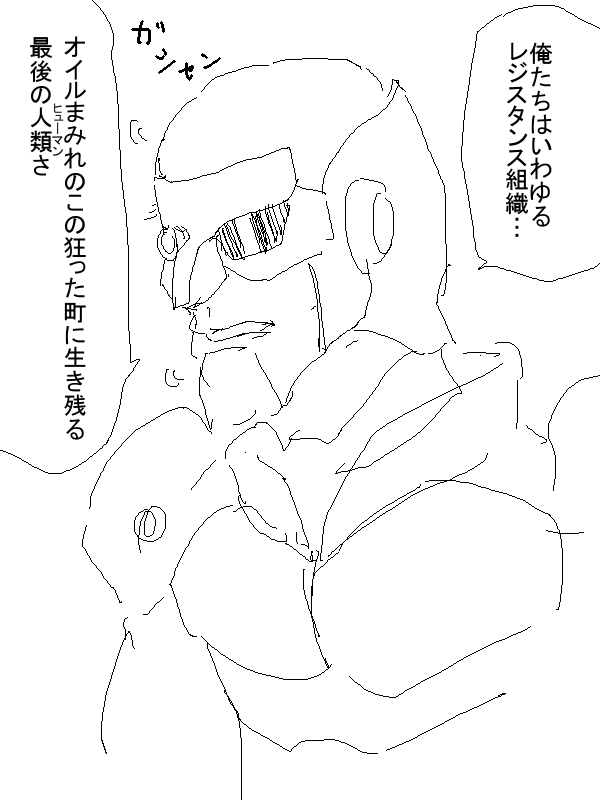 俺たちはいわゆる
レジスタンス組織…
ガンセン
オイルまみれのこの狂った町に生き残る
最後の人類さ
ヒューマン